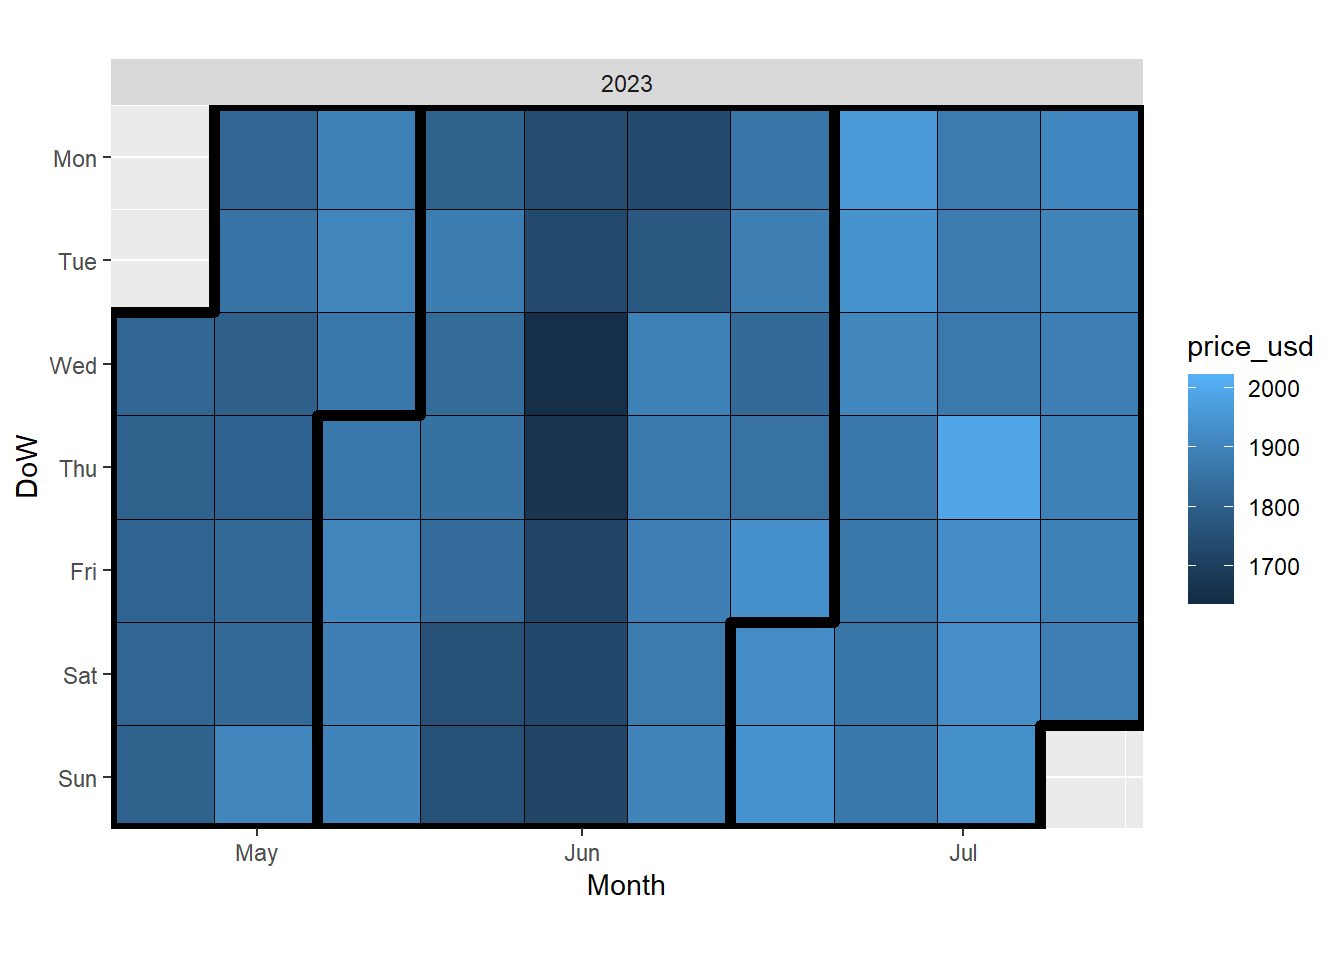 2023
Mon
Tue
Wed
Thu
Fri
Sat
Sun
DoW
May Jun Jul
Month
price_usd
2000
1900
1800
1700